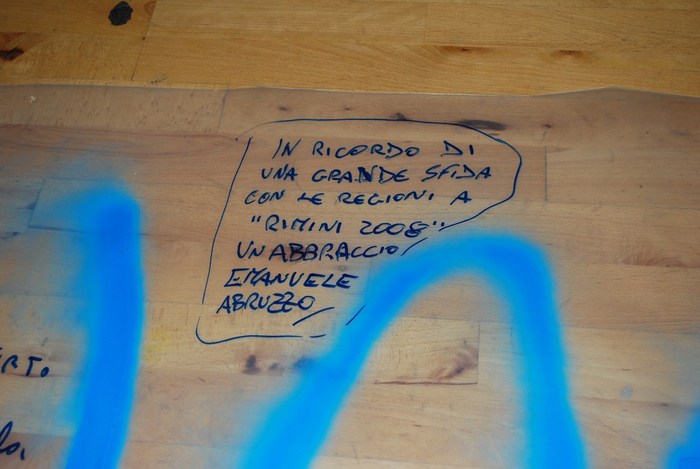 IN RICORDO DI
UNA GRANDE SFIDA
CON LE REGIONI A
"RIMINI 2008"
UN ABBRACCIO
EMANUELE
ABRUZZO